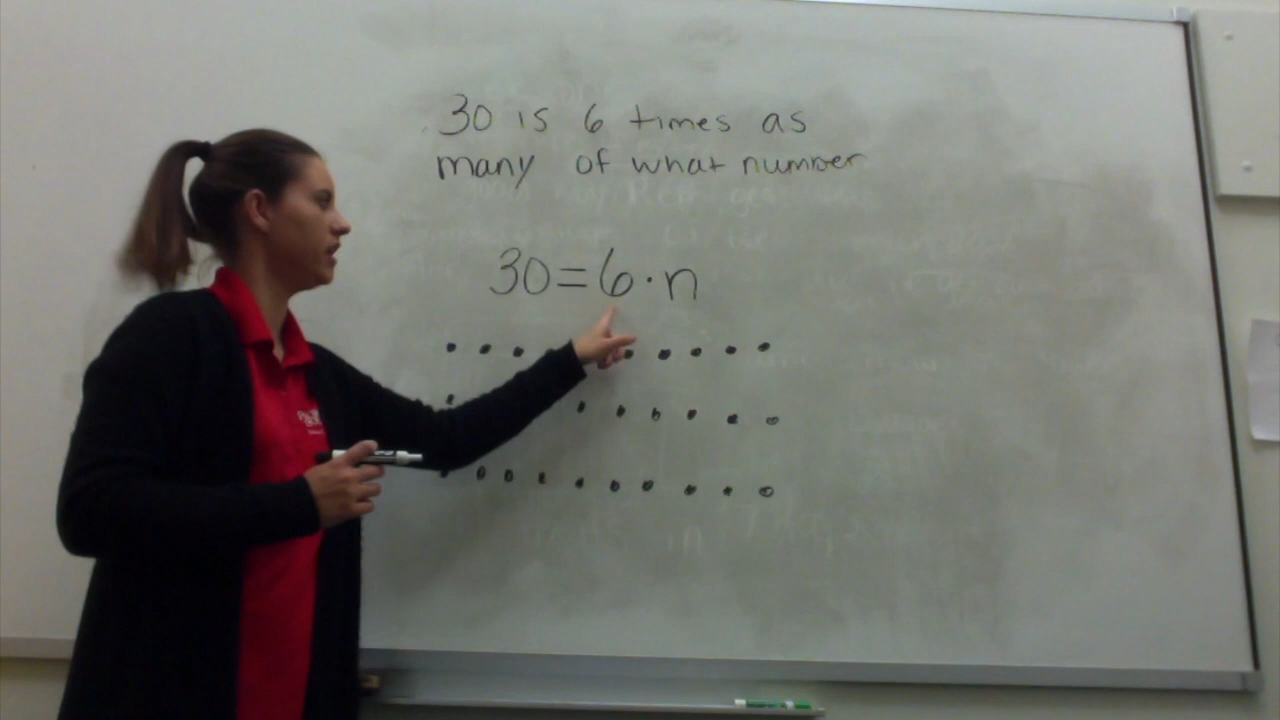 30 is 6 times as
many of what number
30=6·n